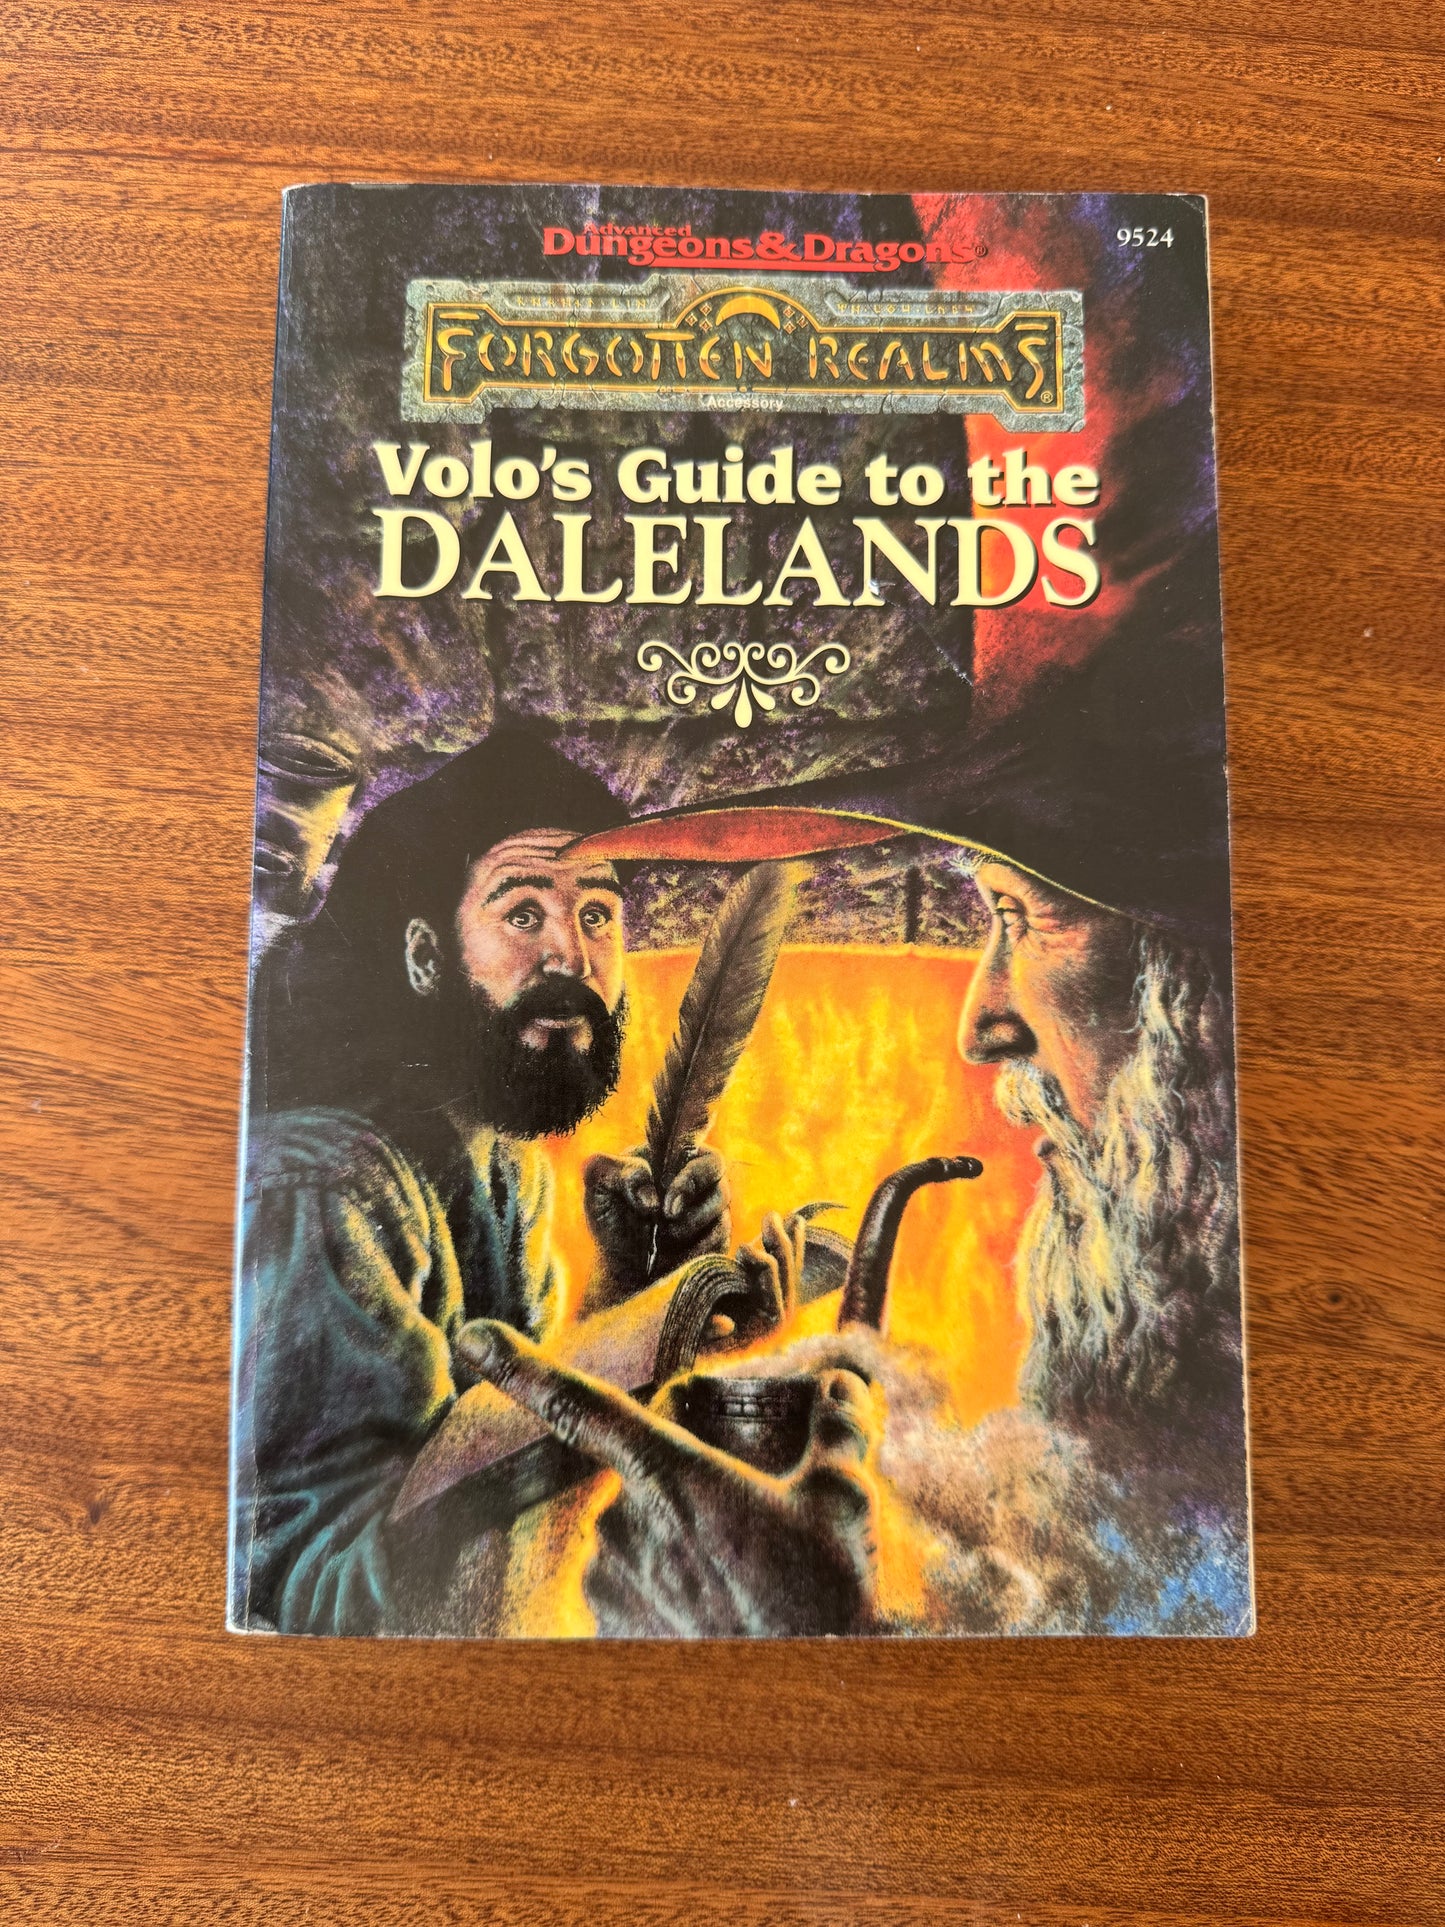 Advanced
Dungeons & Dragons®
9524
FORGOTTEN REALMS®
Accessory
Volo's Guide to the
DALELANDS